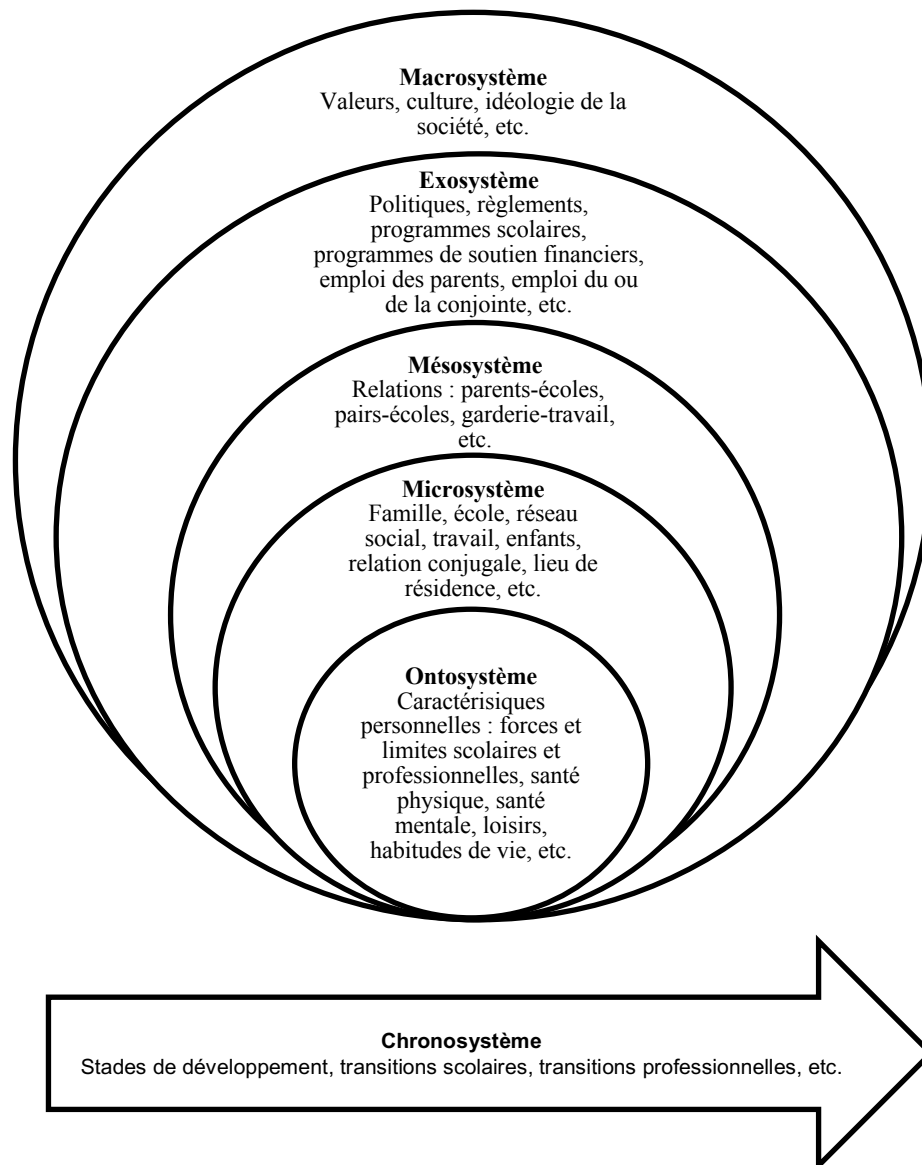 Macrosystème
Valeurs, culture, idéologie de la
société, etc.
Exosystème
Politiques, règlements,
programmes scolaires,
programmes de soutien financiers,
emploi des parents, emploi du ou
de la conjointe, etc.
Mésosystème
Relations : parents-écoles,
pairs-écoles, garderie-travail,
etc.
Microsystème
Famille, école, réseau
social, travail, enfants,
relation conjugale, lieu de
résidence, etc.
Ontosystème
Caractérisiques
personnelles : forces et
limites scolaires et
professionnelles, santé
physique, santé
mentale, loisirs,
habitudes de vie, etc.
Chronosystème
Stades de développement, transitions scolaires, transitions professionnelles, etc.